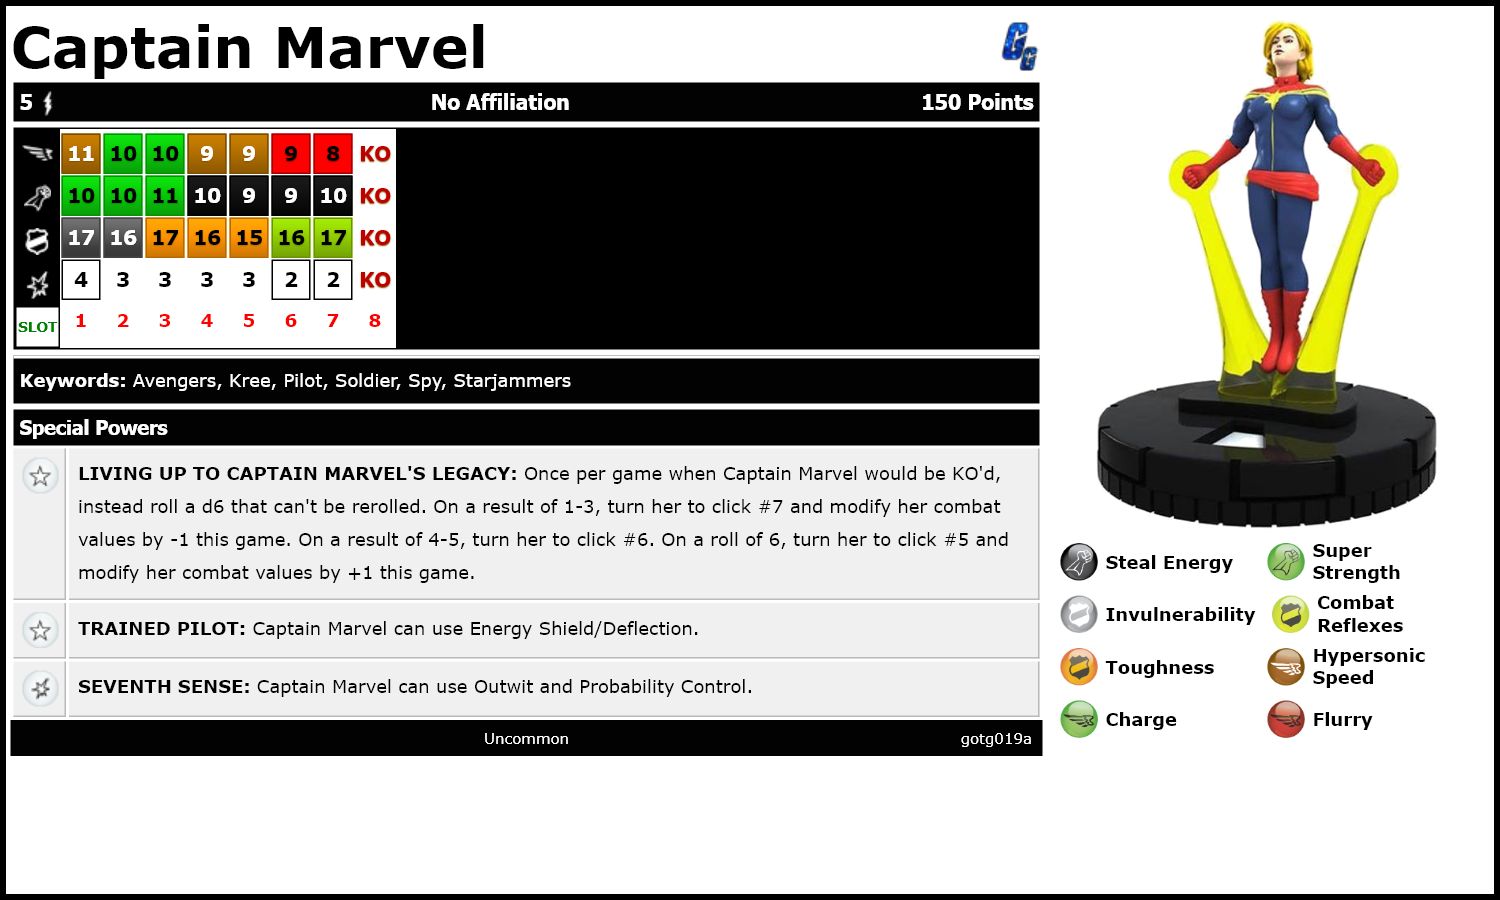 Captain Marvel
GG
5 No Affiliation 150 Points
11 10 10 9 9 9 8 KO
10 10 11 10 9 9 10 KO
17 16 17 16 15 16 17 KO
4 3 3 3 3 2 2 KO
SLOT 1 2 3 4 5 6 7 8
Keywords: Avengers, Kree, Pilot, Soldier, Spy, Starjammers
Special Powers
LIVING UP TO CAPTAIN MARVEL'S LEGACY: Once per game when Captain Marvel would be KO'd,
instead roll a d6 that can't be rerolled. On a result of 1-3, turn her to click #7 and modify her combat
values by -1 this game. On a result of 4-5, turn her to click #6. On a roll of 6, turn her to click #5 and
modify her combat values by +1 this game.
TRAINED PILOT: Captain Marvel can use Energy Shield/Deflection.
SEVENTH SENSE: Captain Marvel can use Outwit and Probability Control.
Uncommon gotg019a
Steal Energy
Super
Strength
Invulnerability
Combat
Reflexes
Toughness
Hypersonic
Speed
Charge
Flurry